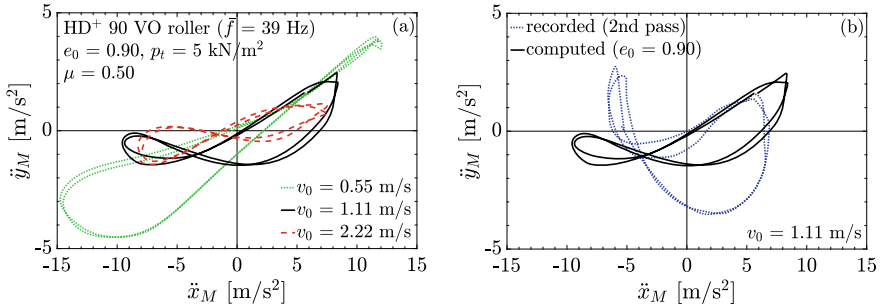 HD⁺ 90 VO roller (f̄ = 39 Hz)
e₀ = 0.90, pₜ = 5 kN/m²
μ = 0.50
(a)
v₀ = 0.55 m/s
v₀ = 1.11 m/s
v₀ = 2.22 m/s
5
0
-5
ÿ_M [m/s²]
-15 -10 -5 0 5 10 15
ẍ_M [m/s²]
recorded (2nd pass)
(b)
computed (e₀ = 0.90)
v₀ = 1.11 m/s
5
0
-5
ÿ_M [m/s²]
-15 -10 -5 0 5 10 15
ẍ_M [m/s²]